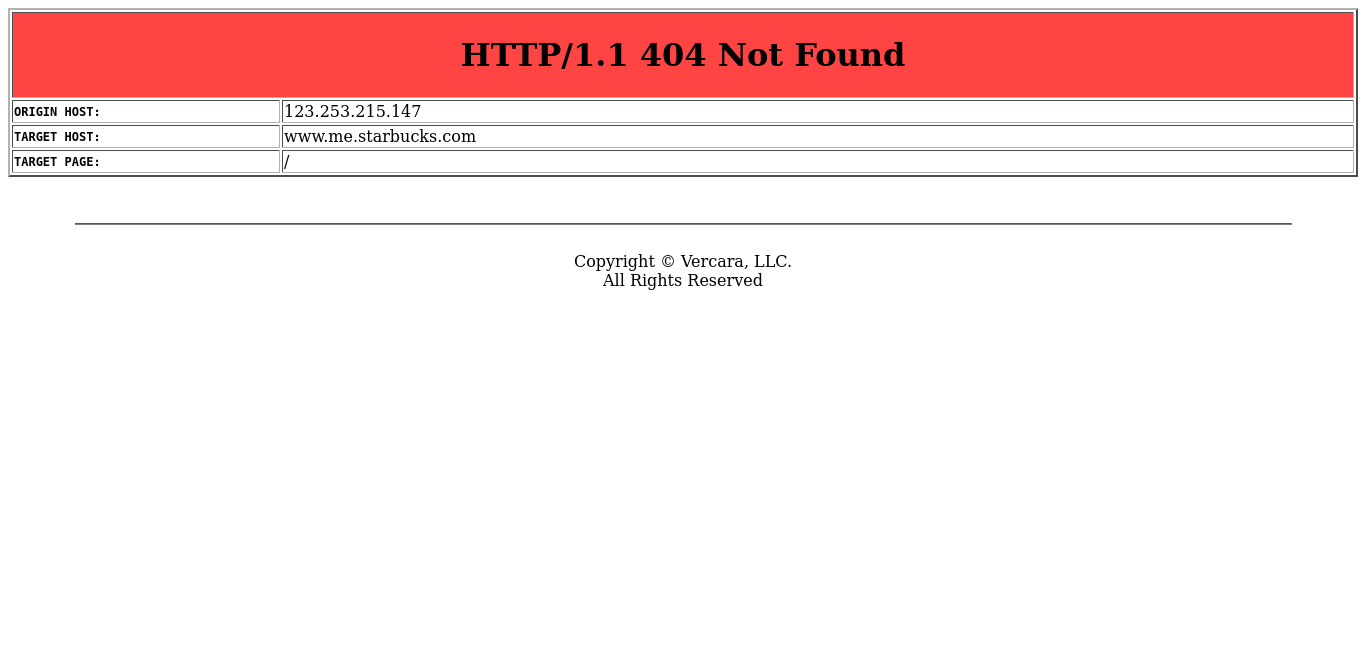 HTTP/1.1 404 Not Found
ORIGIN HOST: 123.253.215.147
TARGET HOST: www.me.starbucks.com
TARGET PAGE: /
Copyright © Vercara, LLC.
All Rights Reserved